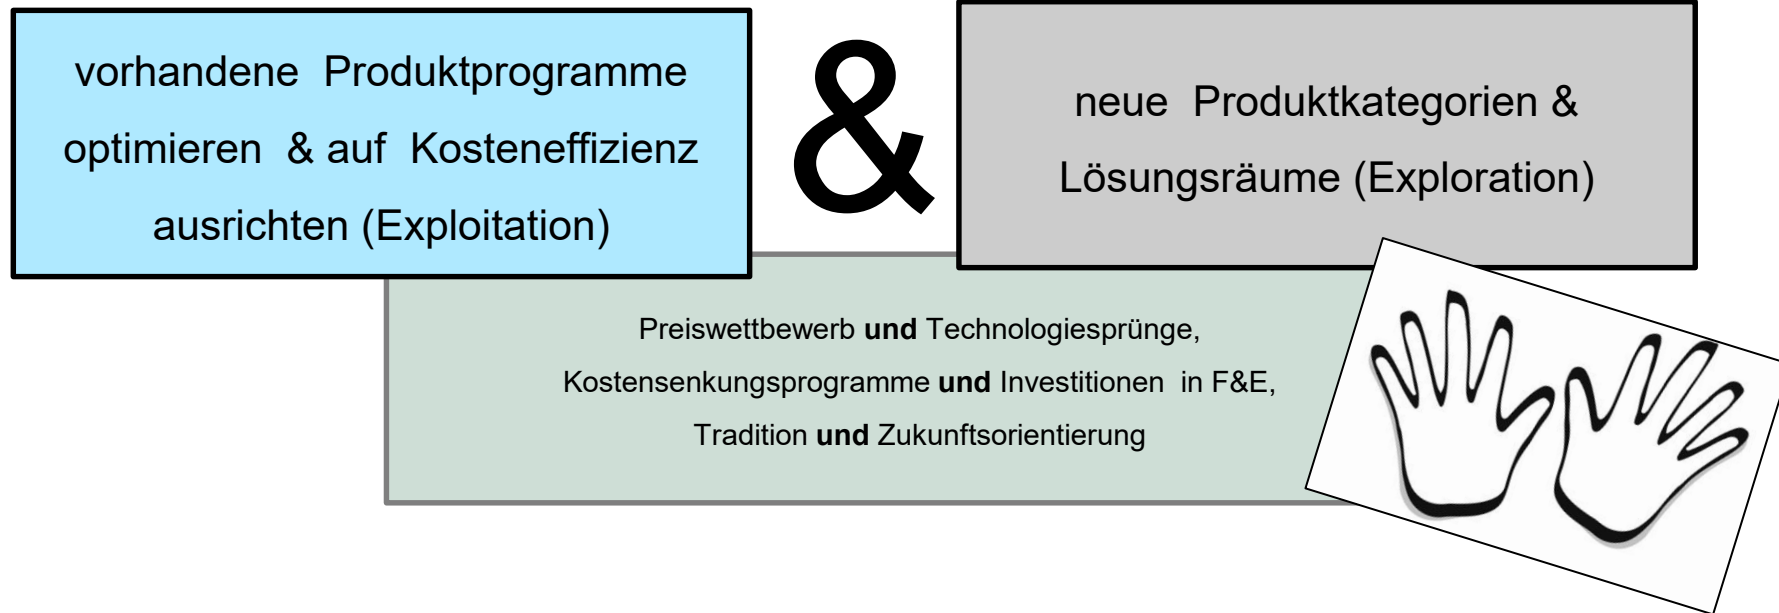 vorhandene Produktprogramme
optimieren & auf Kosteneffizienz
ausrichten (Exploitation)
&
neue Produktkategorien &
Lösungsräume (Exploration)
Preiswettbewerb und Technologiesprünge,
Kostensenkungsprogramme und Investitionen in F&E,
Tradition und Zukunftsorientierung